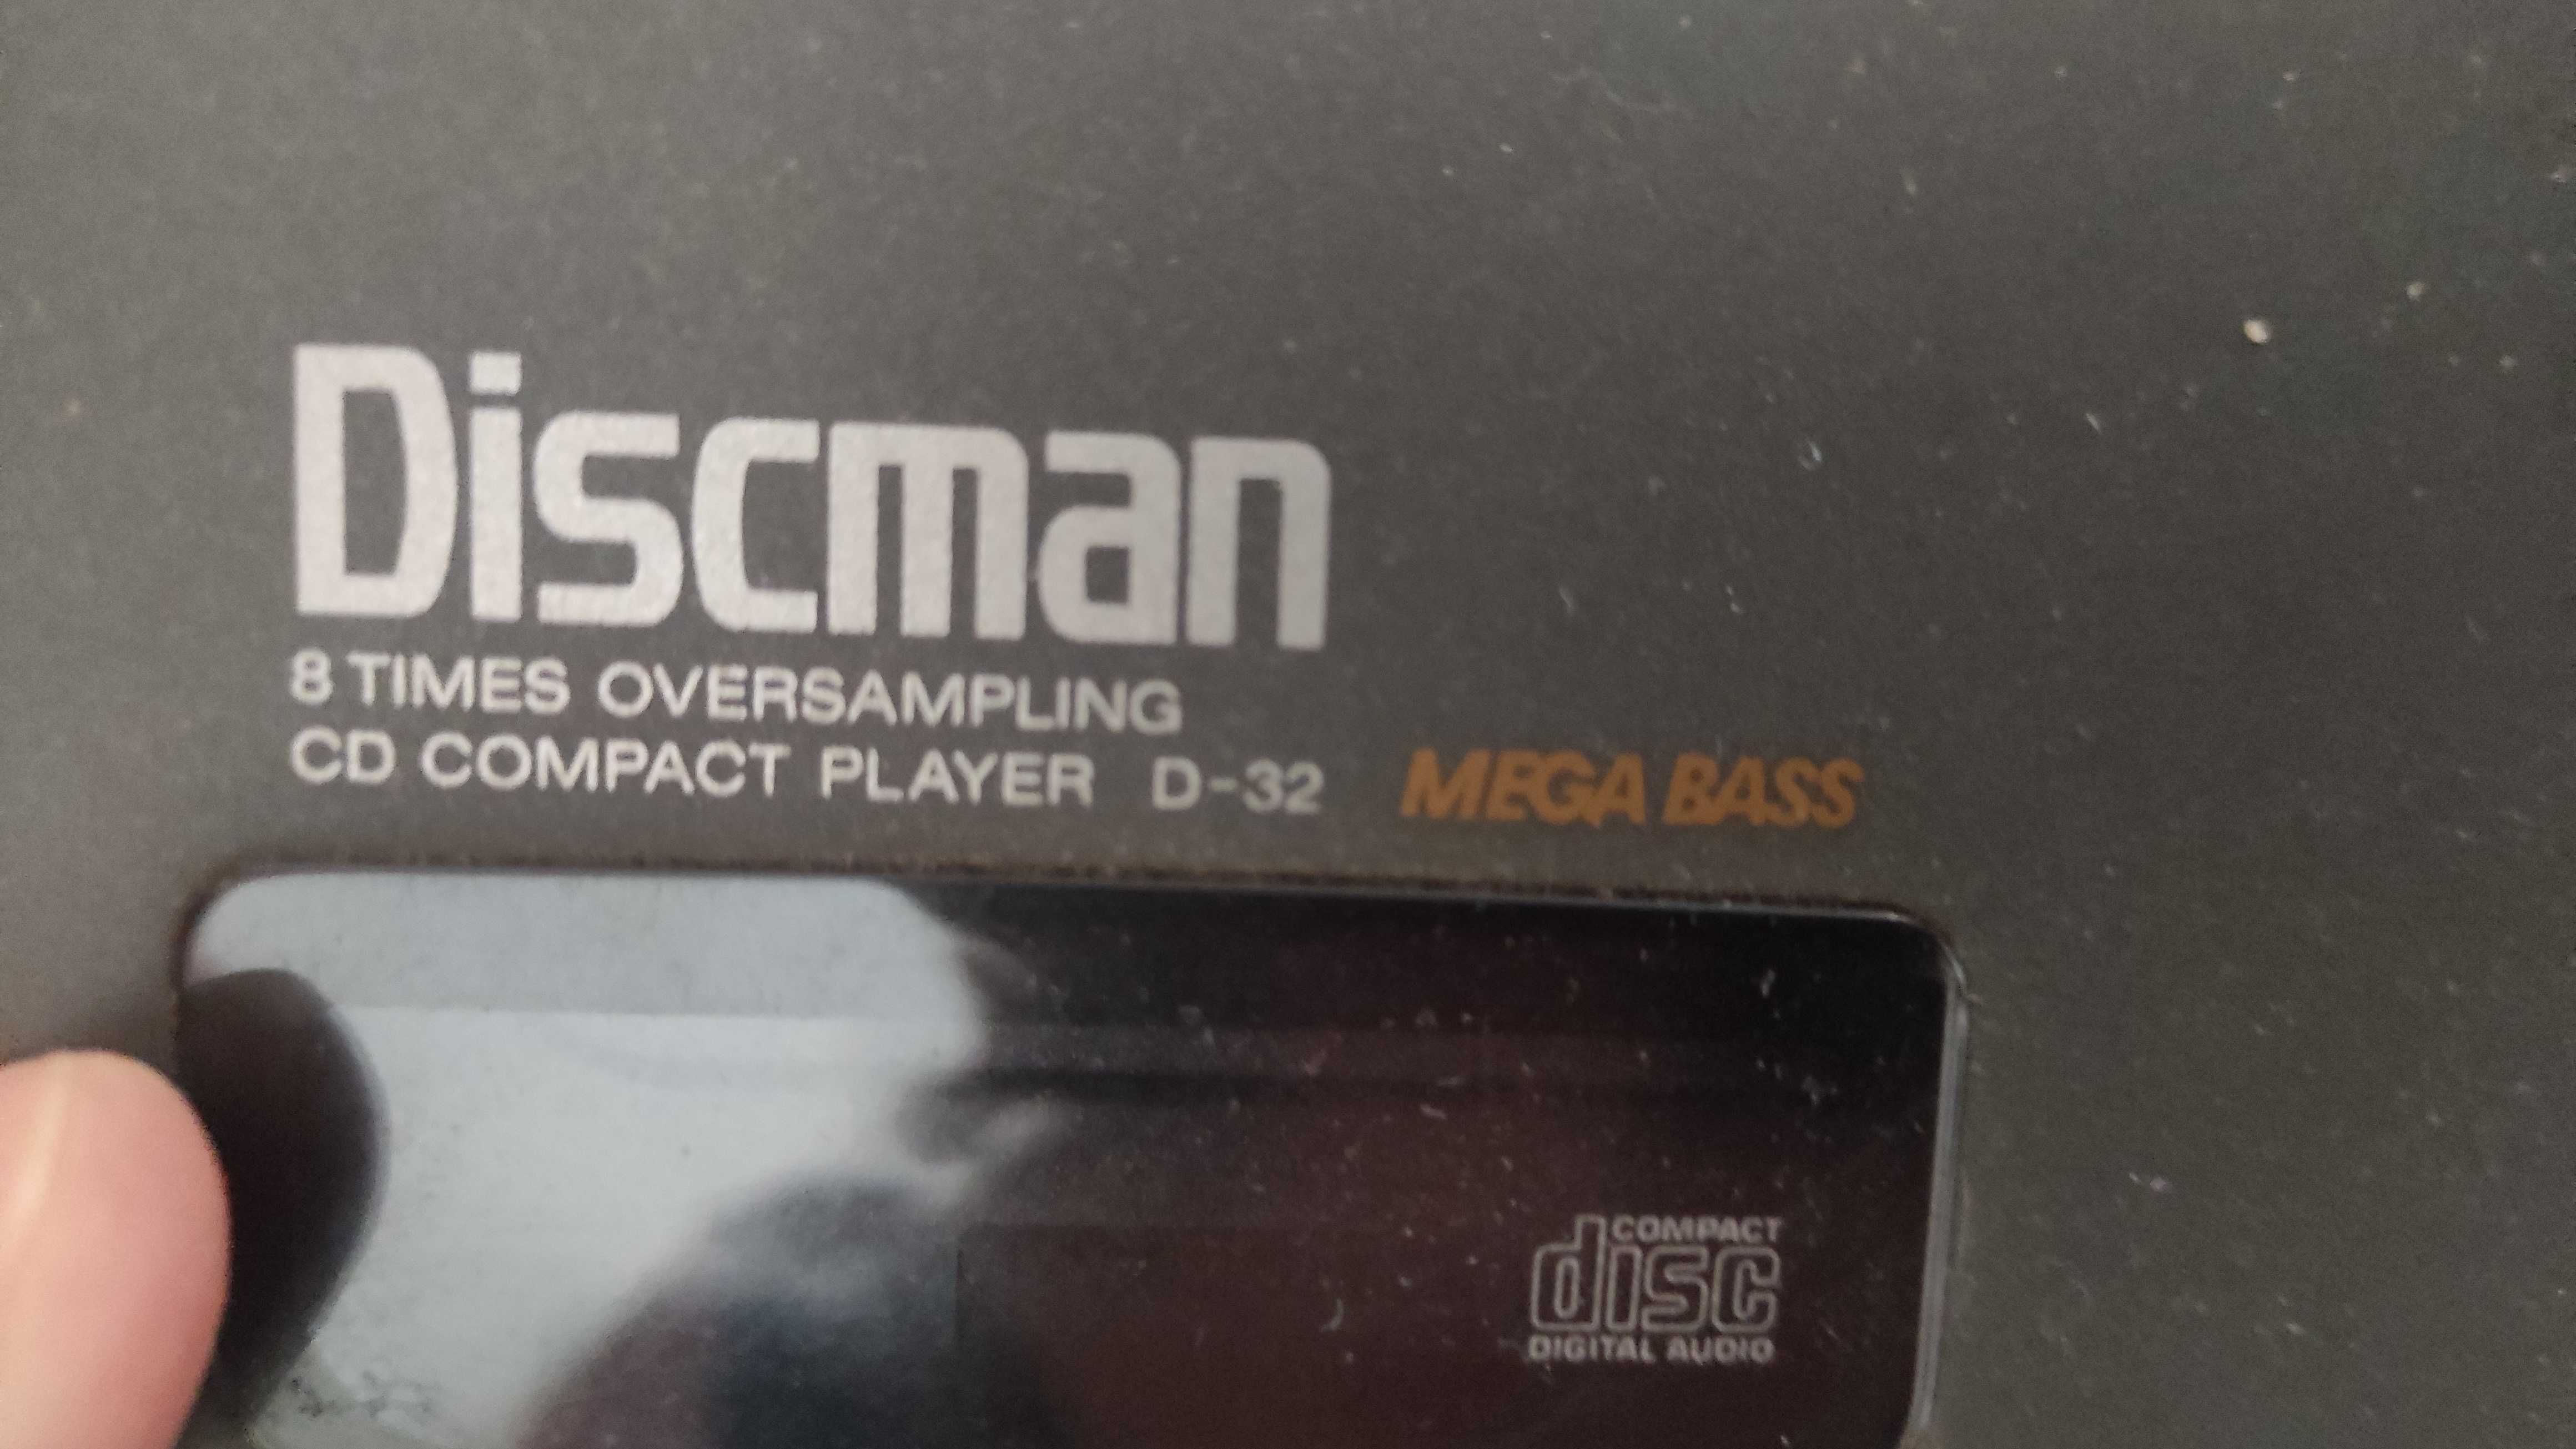 Discman
8 TIMES OVERSAMPLING
CD COMPACT PLAYER D-32 MEGA BASS
COMPACT
disc
DIGITAL AUDIO